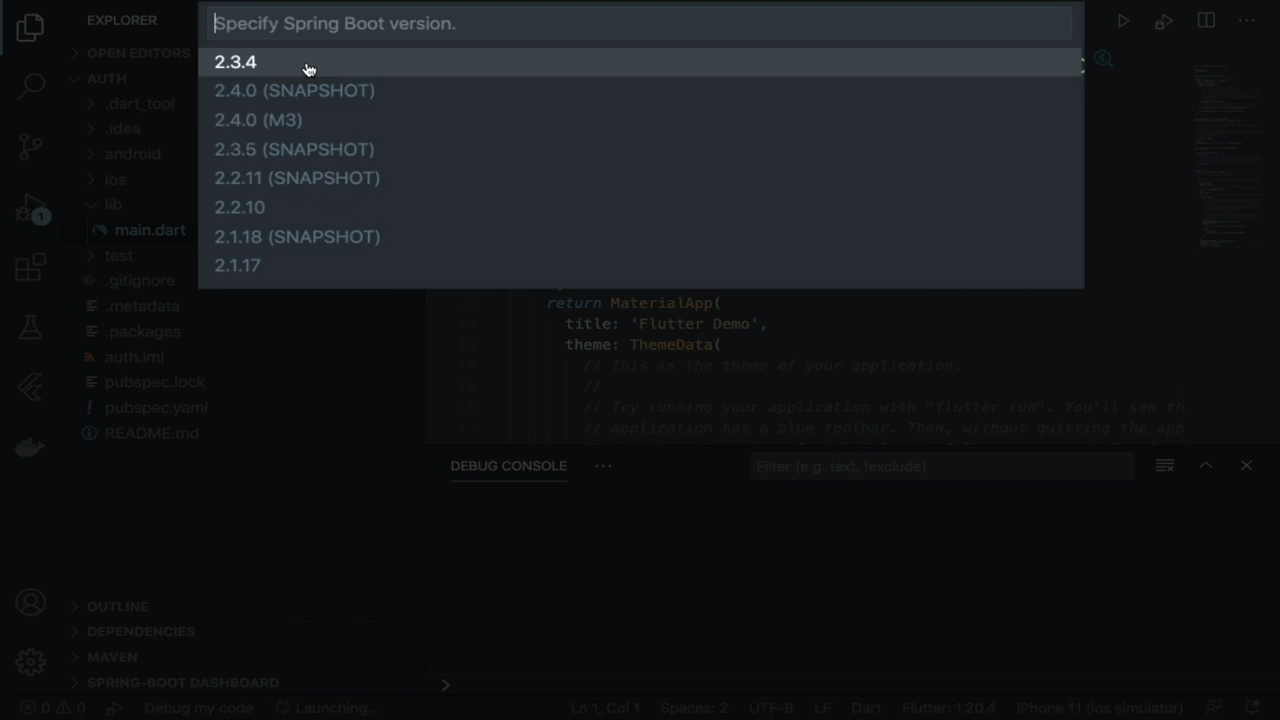 EXPLORER
Specify Spring Boot version.
2.3.4
2.4.0 (SNAPSHOT)
2.4.0 (M3)
2.3.5 (SNAPSHOT)
2.2.11 (SNAPSHOT)
2.2.10
2.1.18 (SNAPSHOT)
2.1.17
OPEN EDITORS
AUTH
.dart_tool
.idea
android
ios
lib
main.dart
test
.gitignore
.metadata
.packages
auth.iml
pubspec.lock
pubspec.yaml
README.md
1
return MaterialApp(
title: 'Flutter Demo',
theme: ThemeData(
// This is the theme of your application.
//
// Try running your application with "flutter run". You'll see th
// application has a blue toolbar. Then, without quitting the app
DEBUG CONSOLE
Filter (e.g. text, !exclude)
OUTLINE
DEPENDENCIES
MAVEN
SPRING-BOOT DASHBOARD
0 0 Debug my code Launching... Ln 1, Col 1 Spaces: 2 UTF-8 LF Dart Flutter: 1.20.4 iPhone 11 (ios simulator)